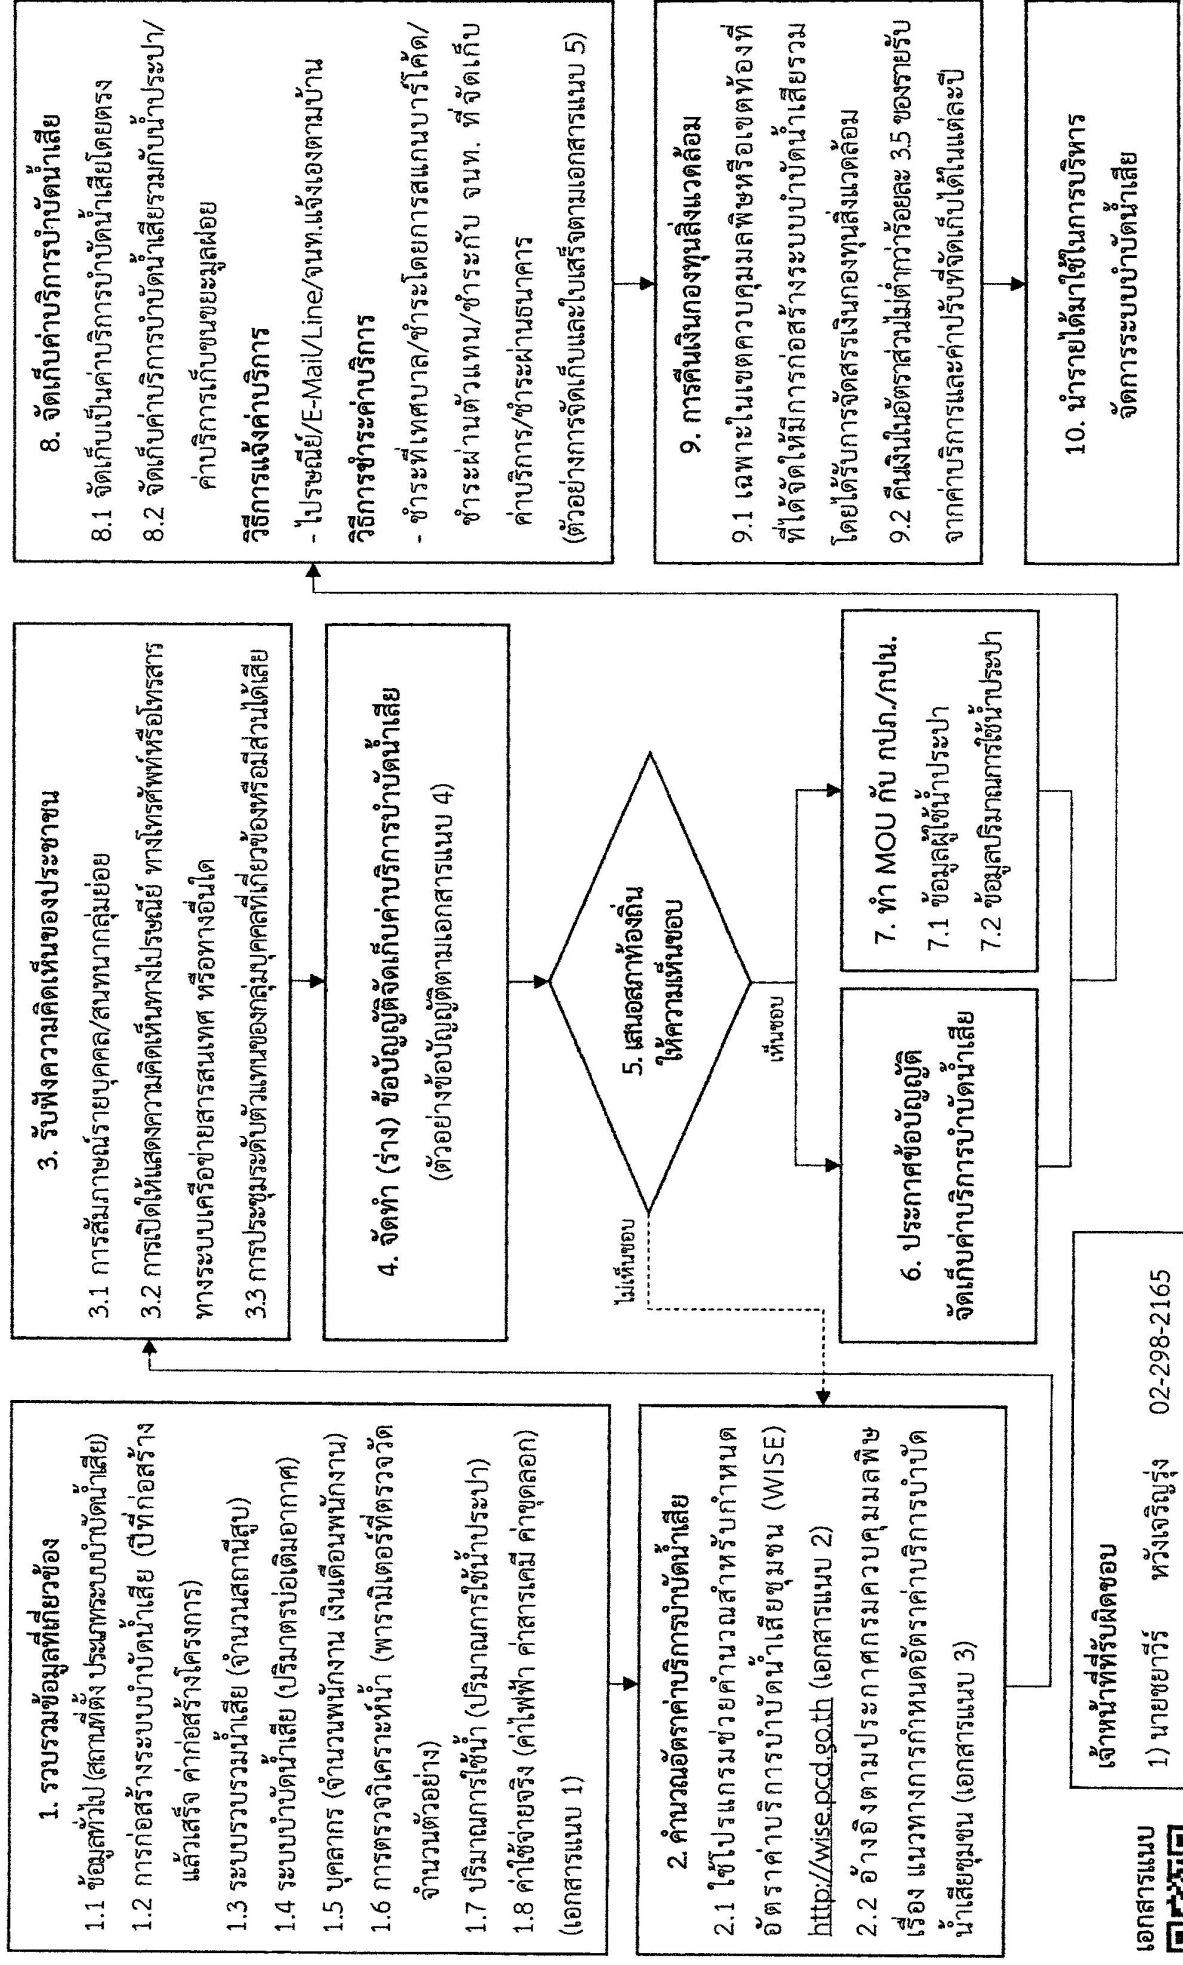 1. รวบรวมข้อมูลที่เกี่ยวข้อง
1.1 ข้อมูลทั่วไป (สถานที่ตั้ง ประเภทระบบบำบัดน้ำเสีย)
1.2 การก่อสร้างระบบบำบัดน้ำเสีย (ปีที่ก่อสร้าง
แล้วเสร็จ ค่าก่อสร้างโครงการ)
1.3 ระบบรวบรวมน้ำเสีย (จำนวนสถานีสูบ)
1.4 ระบบบำบัดน้ำเสีย (ปริมาตรบ่อเติมอากาศ)
1.5 บุคลากร (จำนวนพนักงาน เงินเดือนพนักงาน)
1.6 การตรวจวิเคราะห์น้ำ (พารามิเตอร์ที่ตรวจวัด
จำนวนตัวอย่าง)
1.7 ปริมาณการใช้น้ำ (ปริมาณการใช้น้ำประปา)
1.8 ค่าใช้จ่ายจริง (ค่าไฟฟ้า ค่าสารเคมี ค่าขุดลอก)
(เอกสารแนบ 1)
2. คำนวณอัตราค่าบริการบำบัดน้ำเสีย
2.1 ใช้โปรแกรมช่วยคำนวณสำหรับกำหนด
อัตราค่าบริการบำบัดน้ำเสียชุมชน (WISE)
http://wise.pcd.go.th (เอกสารแนบ 2)
2.2 อ้างอิงตามประกาศกรมควบคุมมลพิษ
เรื่อง แนวทางการกำหนดอัตราค่าบริการบำบัด
น้ำเสียชุมชน (เอกสารแนบ 3)
3. รับฟังความคิดเห็นของประชาชน
3.1 การสัมภาษณ์รายบุคคล/สนทนากลุ่มย่อย
3.2 การเปิดให้แสดงความคิดเห็นทางไปรษณีย์ ทางโทรศัพท์หรือโทรสาร
ทางระบบเครือข่ายสารสนเทศ หรือทางอื่นใด
3.3 การประชุมระดับตัวแทนของกลุ่มบุคคลที่เกี่ยวข้องหรือมีส่วนได้เสีย
4. จัดทำ (ร่าง) ข้อบัญญัติจัดเก็บค่าบริการบำบัดน้ำเสีย
(ตัวอย่างข้อบัญญัติตามเอกสารแนบ 4)
5. เสนอสภาท้องถิ่น
ให้ความเห็นชอบ
ไม่เห็นชอบ
เห็นชอบ
6. ประกาศข้อบัญญัติ
จัดเก็บค่าบริการบำบัดน้ำเสีย
7. ทำ MOU กับ กปภ./กปน.
7.1 ข้อมูลผู้ใช้น้ำประปา
7.2 ข้อมูลปริมาณการใช้น้ำประปา
8. จัดเก็บค่าบริการบำบัดน้ำเสีย
8.1 จัดเก็บเป็นค่าบริการบำบัดน้ำเสียโดยตรง
8.2 จัดเก็บค่าบริการบำบัดน้ำเสียรวมกับน้ำประปา/
ค่าบริการเก็บขนขยะมูลฝอย
วิธีการแจ้งค่าบริการ
- ไปรษณีย์/E-Mail/Line/จนท.แจ้งเองตามบ้าน
วิธีการชำระค่าบริการ
- ชำระที่เทศบาล/ชำระโดยการสแกนบาร์โค้ด/
ชำระผ่านตัวแทน/ชำระกับ จนท. ที่จัดเก็บ
ค่าบริการ/ชำระผ่านธนาคาร
(ตัวอย่างการจัดเก็บและใบเสร็จตามเอกสารแนบ 5)
9. การคืนเงินกองทุนสิ่งแวดล้อม
9.1 เฉพาะในเขตควบคุมมลพิษหรือเขตท้องที่
ที่ได้จัดให้มีการก่อสร้างระบบบำบัดน้ำเสียรวม
โดยได้รับการจัดสรรเงินกองทุนสิ่งแวดล้อม
9.2 คืนเงินในอัตราส่วนไม่ต่ำกว่าร้อยละ 3.5 ของรายรับ
จากค่าบริการและค่าปรับที่จัดเก็บได้ในแต่ละปี
10. นำรายได้มาใช้ในการบริหาร
จัดการระบบบำบัดน้ำเสีย
เอกสารแนบ
เจ้าหน้าที่ที่รับผิดชอบ
1) นายชยาวีร์ หวังเจริญรุ่ง 02-298-2165